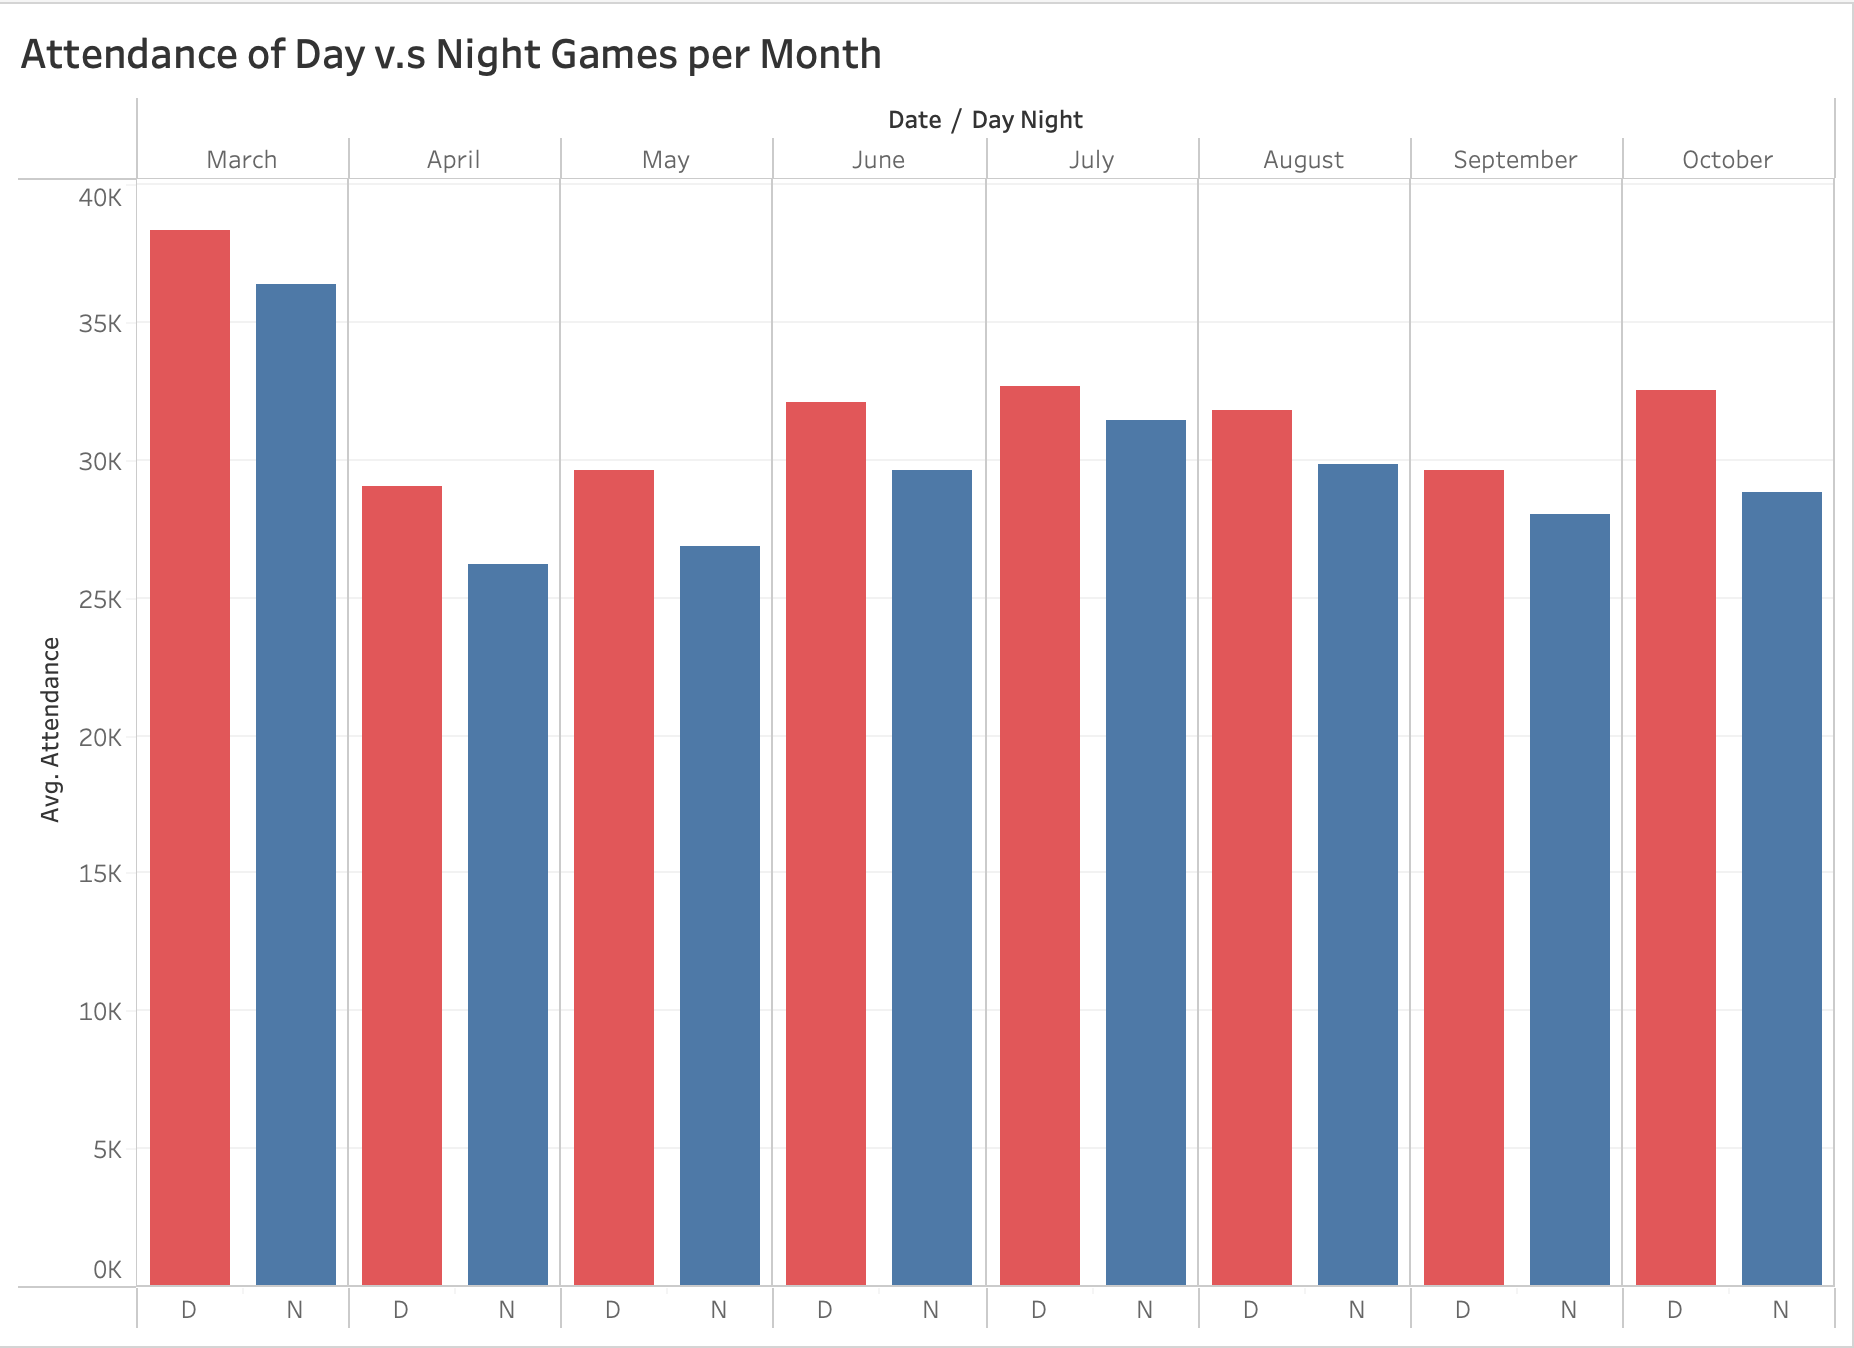 Attendance of Day v.s Night Games per Month
Date / Day Night
March April May June July August September October
40K
35K
30K
25K
20K
15K
10K
5K
0K
Avg. Attendance
D N D N D N D N D N D N D N D N